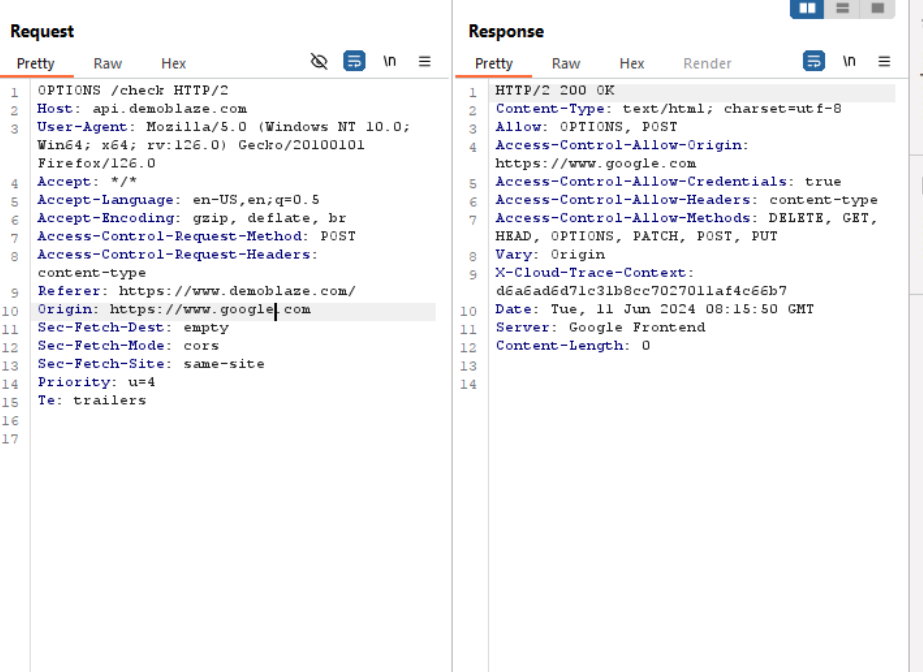 Request
Pretty Raw Hex \n
1 OPTIONS /check HTTP/2
2 Host: api.demoblaze.com
3 User-Agent: Mozilla/5.0 (Windows NT 10.0;
Win64; x64; rv:126.0) Gecko/20100101
Firefox/126.0
4 Accept: */*
5 Accept-Language: en-US,en;q=0.5
6 Accept-Encoding: gzip, deflate, br
7 Access-Control-Request-Method: POST
8 Access-Control-Request-Headers:
content-type
9 Referer: https://www.demoblaze.com/
10 Origin: https://www.google.com
11 Sec-Fetch-Dest: empty
12 Sec-Fetch-Mode: cors
13 Sec-Fetch-Site: same-site
14 Priority: u=4
15 Te: trailers
16
17
Response
Pretty Raw Hex Render \n
1 HTTP/2 200 OK
2 Content-Type: text/html; charset=utf-8
3 Allow: OPTIONS, POST
4 Access-Control-Allow-Origin:
https://www.google.com
5 Access-Control-Allow-Credentials: true
6 Access-Control-Allow-Headers: content-type
7 Access-Control-Allow-Methods: DELETE, GET,
HEAD, OPTIONS, PATCH, POST, PUT
8 Vary: Origin
9 X-Cloud-Trace-Context:
d6a6ad6d71c31b8cc7027011af4c66b7
10 Date: Tue, 11 Jun 2024 08:15:50 GMT
11 Server: Google Frontend
12 Content-Length: 0
13
14